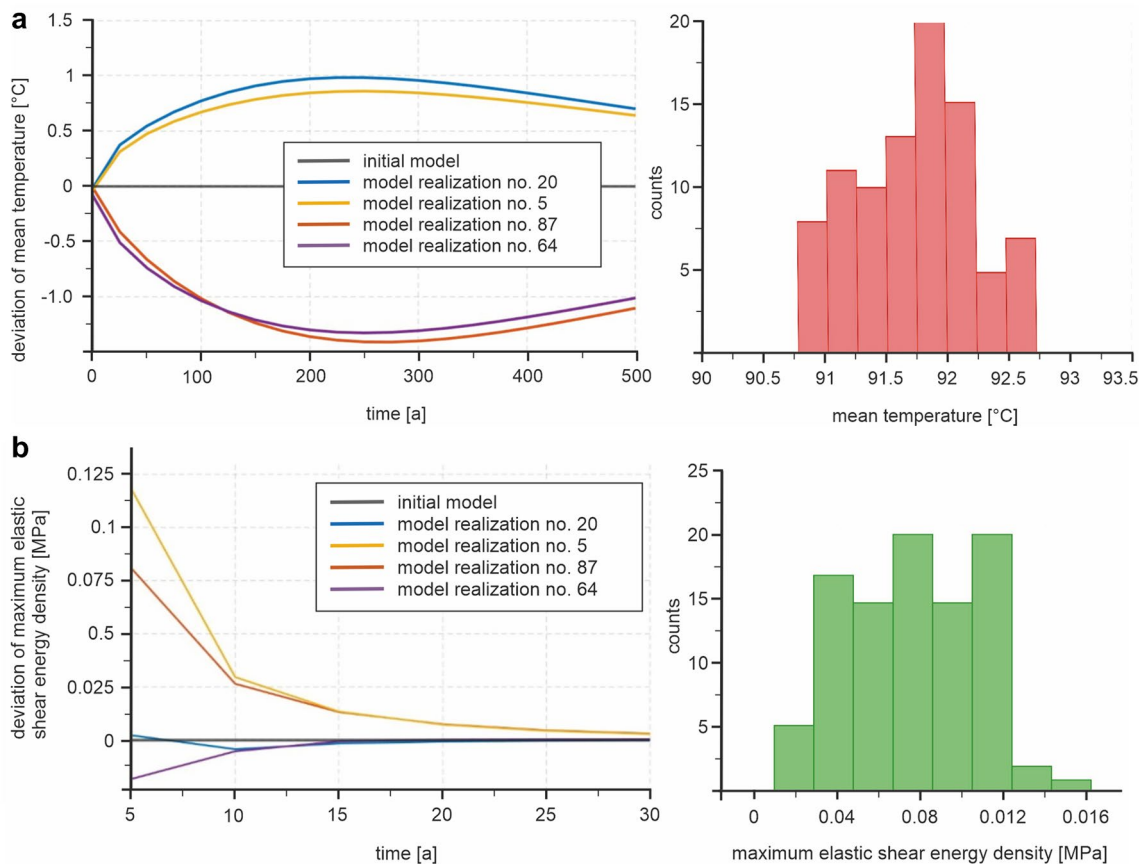 a
deviation of mean temperature [°C]
1.5
1
0.5
0
-0.5
-1.0
0
100
200
300
400
500
time [a]
initial model
model realization no. 20
model realization no. 5
model realization no. 87
model realization no. 64
counts
20
15
10
5
90
90.5
91
91.5
92
92.5
93
93.5
mean temperature [°C]
b
deviation of maximum elastic
shear energy density [MPa]
0.125
0.1
0.075
0.5
0.025
0
5
10
15
20
25
30
time [a]
initial model
model realization no. 20
model realization no. 5
model realization no. 87
model realization no. 64
counts
25
20
15
10
5
0
0.04
0.08
0.012
0.016
maximum elastic shear energy density [MPa]